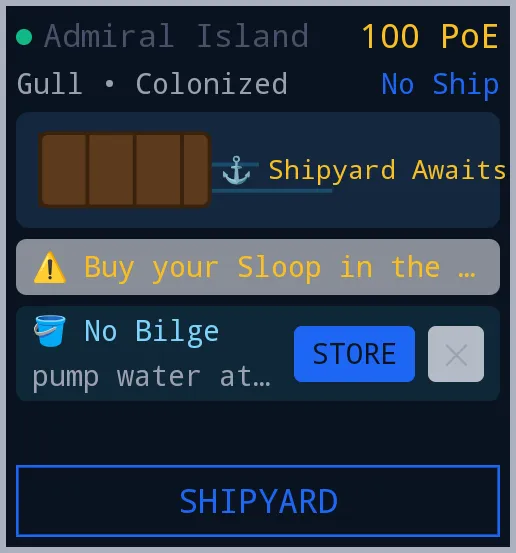 Admiral Island 100 PoE
Gull • Colonized No Ship
⚓ Shipyard Awaits
⚠️ Buy your Sloop in the …
🪣 No Bilge
pump water at…
STORE
SHIPYARD